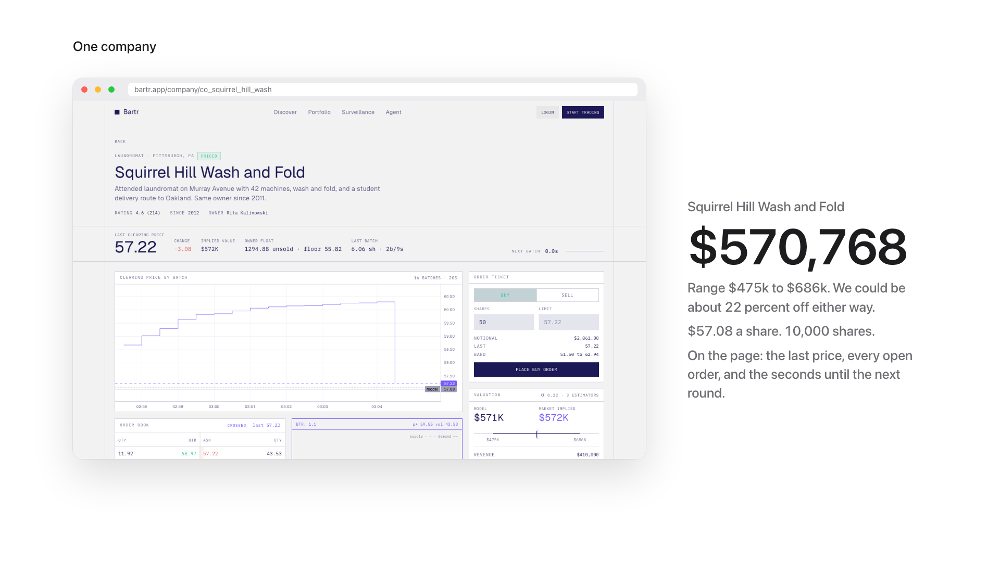 One company
bartr.app/company/co_squirrel_hill_wash
Bartr
Discover Portfolio Surveillance Agent
LOGIN START TRADING
BACK
LAUNDROMAT · PITTSBURGH, PA PRICED
Squirrel Hill Wash and Fold
Attended laundromat on Murray Avenue with 42 machines, wash and fold, and a student
delivery route to Oakland. Same owner since 2011.
RATING 4.6 (214) SINCE 2012 OWNER Rita Kalinowski
LAST CLEARING PRICE
57.22
CHANGE
-3.08
IMPLIED VALUE
$572K
OWNER FLOAT
1294.88 unsold · floor 55.82
LAST BATCH
6.06 sh · 2b/9s
NEXT BATCH 0.0s
CLEARING PRICE BY BATCH 16 BATCHES · 20S
60.50
60.00
59.50
59.00
58.50
58.00
57.50
57.22
model 57.08
02:58 02:59 03:00 03:01 03:02 03:03 03:04
ORDER TICKET
BUY SELL
SHARES LIMIT
50 57.22
NOTIONAL $2,861.00
LAST 57.22
BAND 51.50 to 62.94
PLACE BUY ORDER
VALUATION σ 0.22 · 3 ESTIMATORS
MODEL MARKET IMPLIED
$571K $572K
$475K $686K
REVENUE $410,000
ORDER BOOK CROSSED last 57.22
QTY BID ASK QTY
11.92 68.97 57.22 43.53
BTR. 1.1 p* 59.55 vol 43.53
supply · · · demand —
Squirrel Hill Wash and Fold
$570,768
Range $475k to $686k. We could be
about 22 percent off either way.
$57.08 a share. 10,000 shares.
On the page: the last price, every open
order, and the seconds until the next
round.